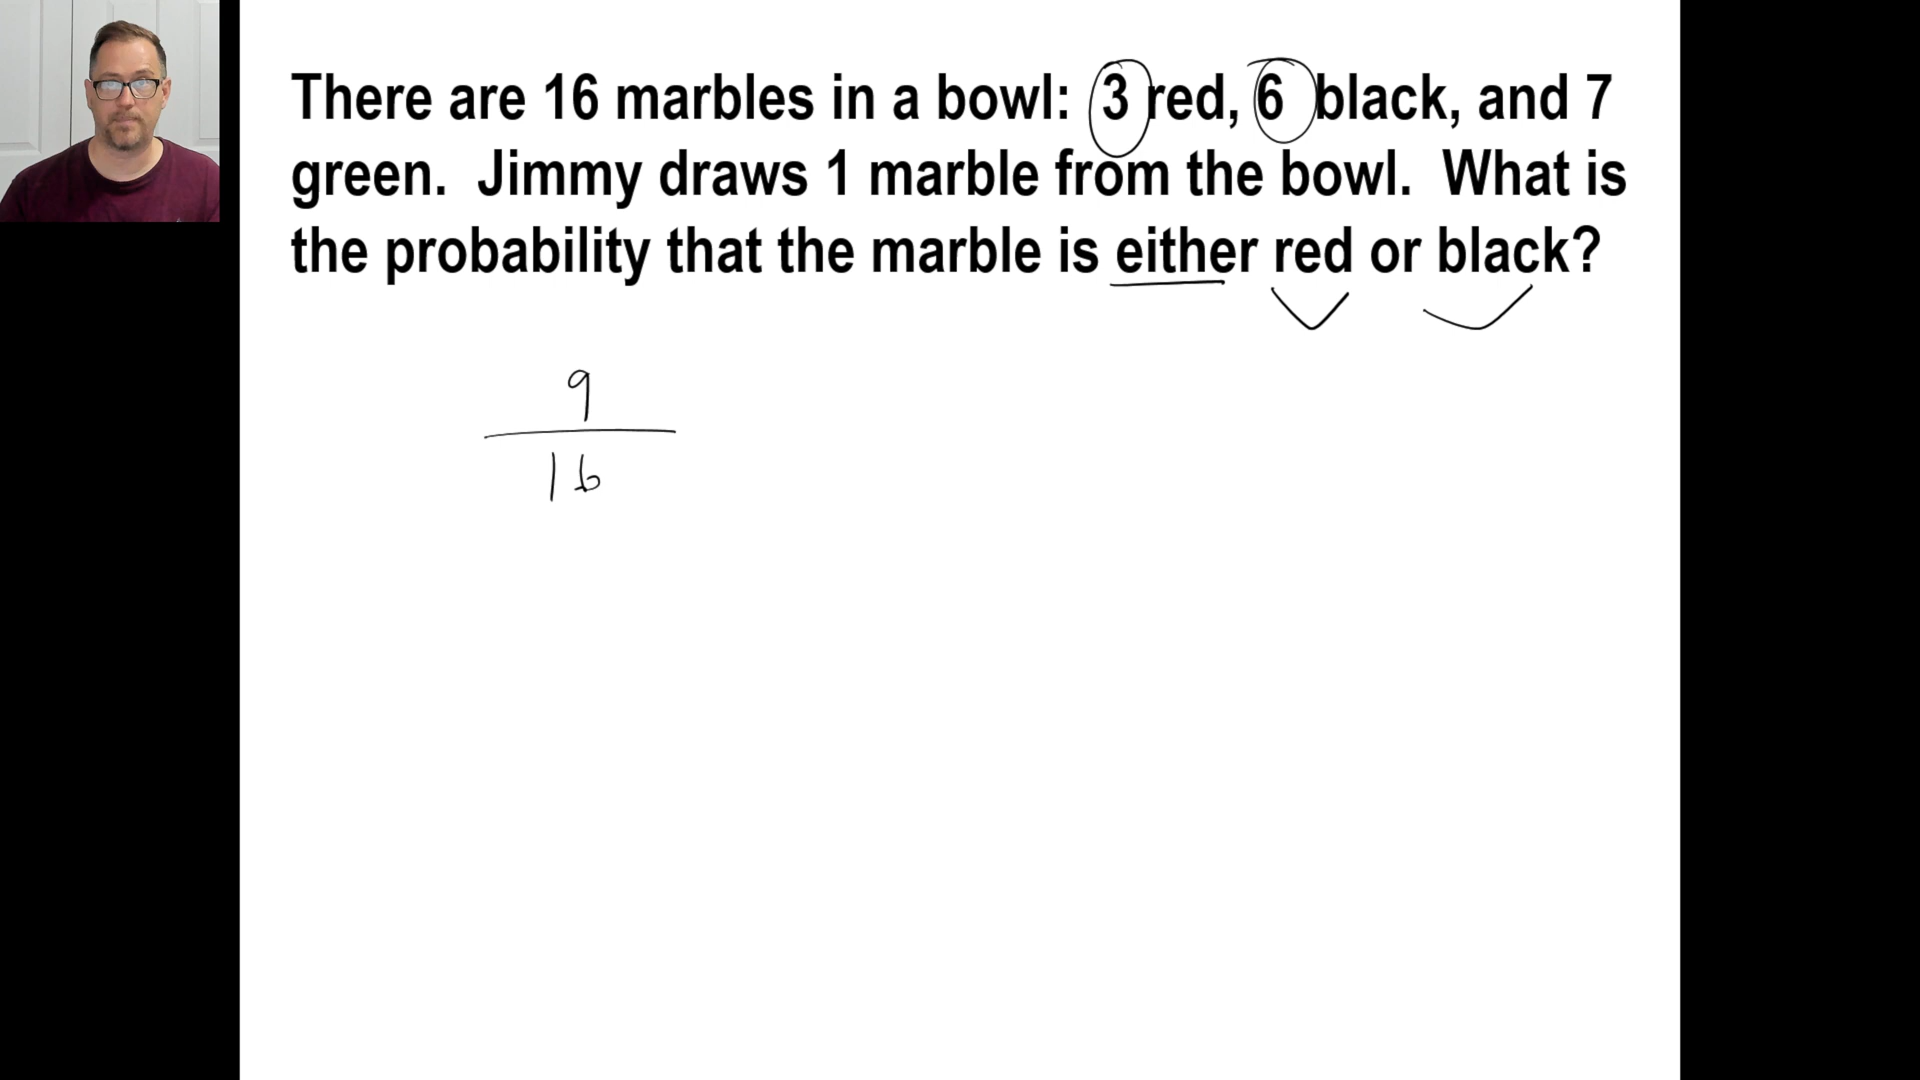 There are 16 marbles in a bowl: 3 red, 6 black, and 7
green. Jimmy draws 1 marble from the bowl. What is
the probability that the marble is either red or black?
9
16